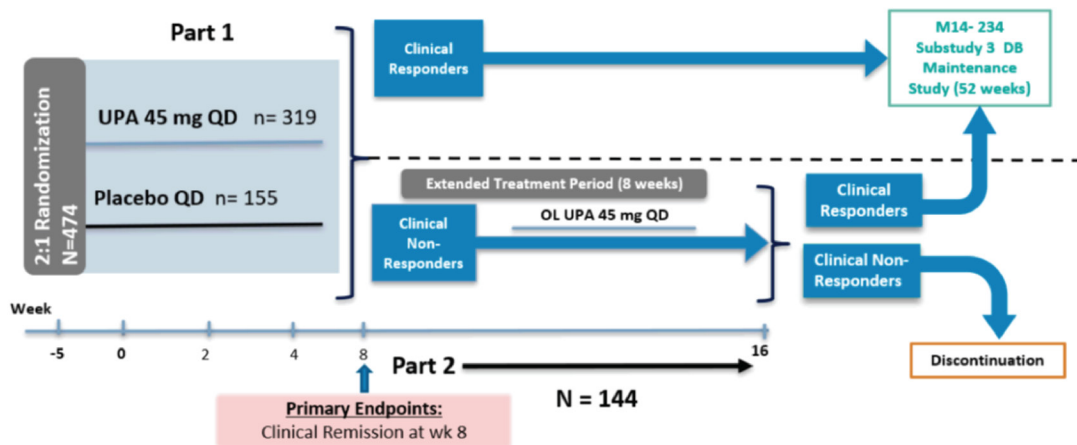 Part 1
2:1 Randomization
N=474
UPA 45 mg QD n= 319
Placebo QD n= 155
Clinical
Responders
M14- 234
Substudy 3 DB
Maintenance
Study (52 weeks)
Extended Treatment Period (8 weeks)
Clinical
Non-
Responders
OL UPA 45 mg QD
Clinical
Responders
Clinical Non-
Responders
Discontinuation
Week
-5 0 2 4 8 16
Part 2
N = 144
Primary Endpoints:
Clinical Remission at wk 8